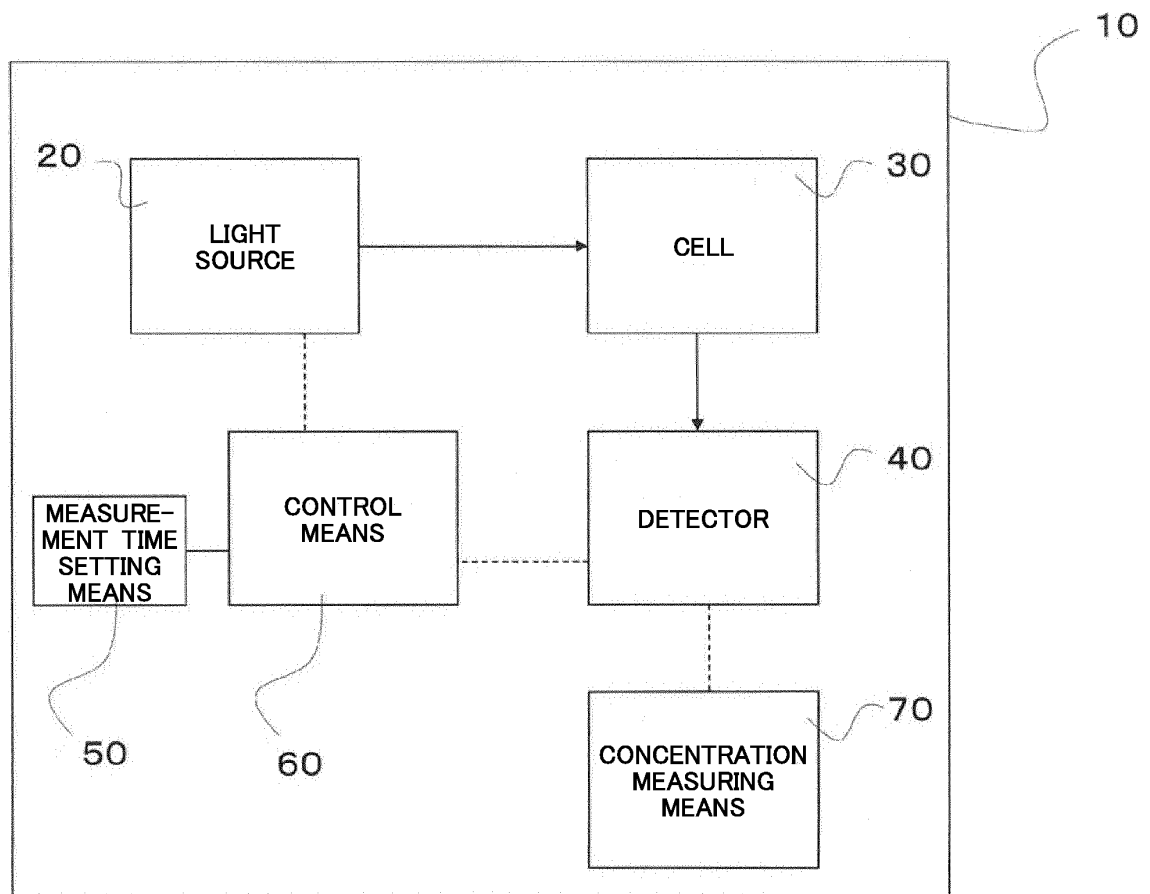 10
20
LIGHT
SOURCE
30
CELL
CONTROL
MEANS
40
DETECTOR
MEASURE-
MENT TIME
SETTING
MEANS
50
60
70
CONCENTRATION
MEASURING
MEANS